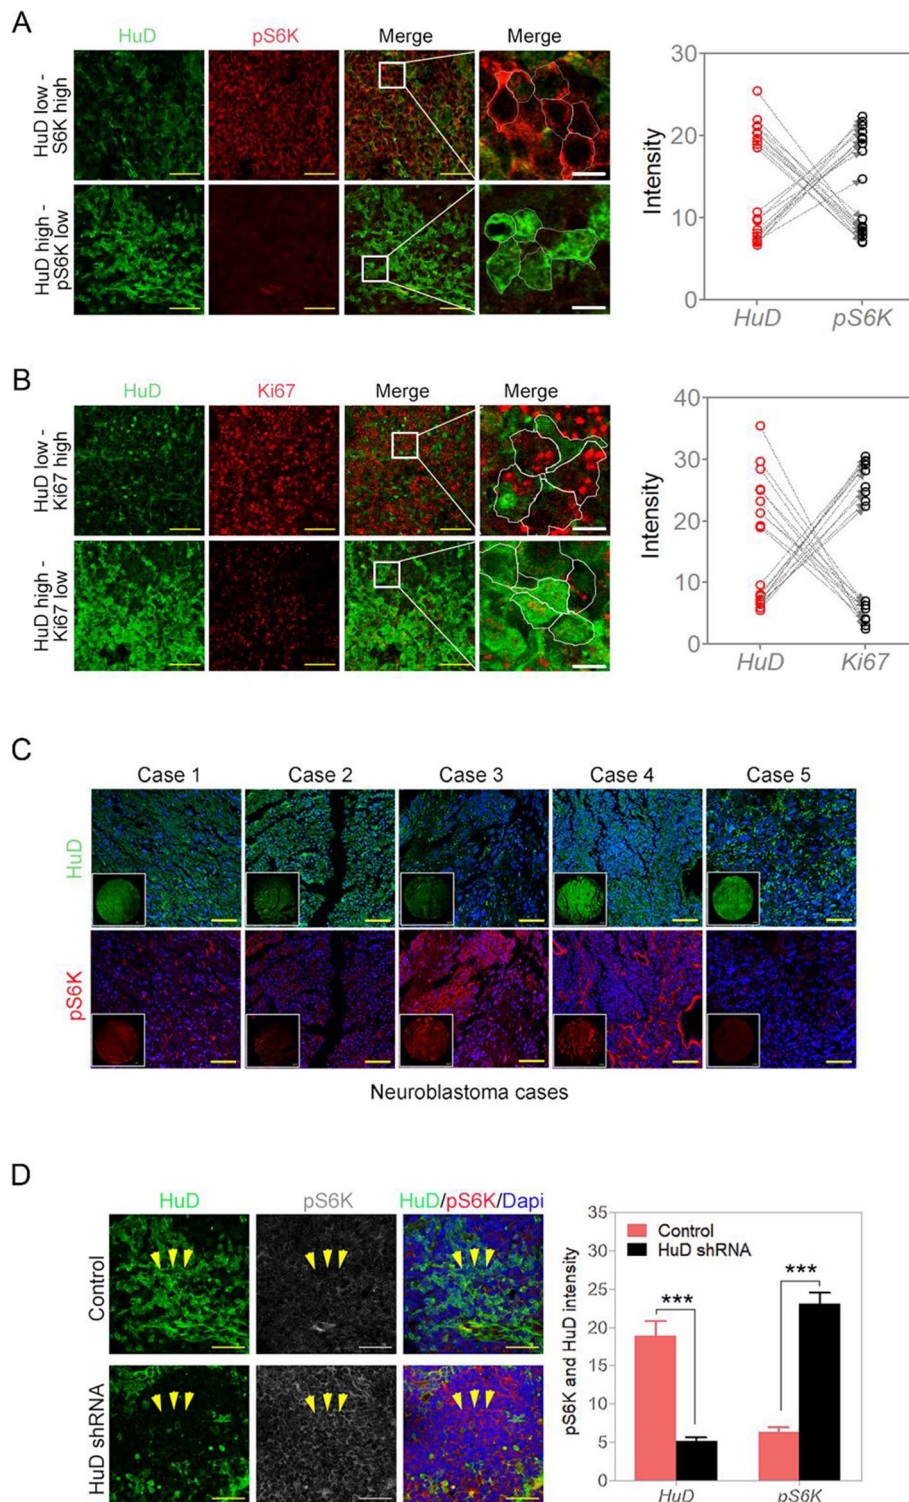 A
HuD
pS6K
Merge
Merge
HuD low -
S6K high
HuD high -
pS6K low
30
20
10
0
Intensity
HuD
pS6K
B
HuD
Ki67
Merge
Merge
HuD low -
Ki67 high
HuD high -
Ki67 low
40
30
20
10
0
Intensity
HuD
Ki67
C
Case 1
Case 2
Case 3
Case 4
Case 5
HuD
pS6K
Neuroblastoma cases
D
HuD
pS6K
HuD/pS6K/Dapi
Control
HuD shRNA
35
30
25
20
15
10
5
0
pS6K and HuD intensity
Control
HuD shRNA
***
***
HuD
pS6K